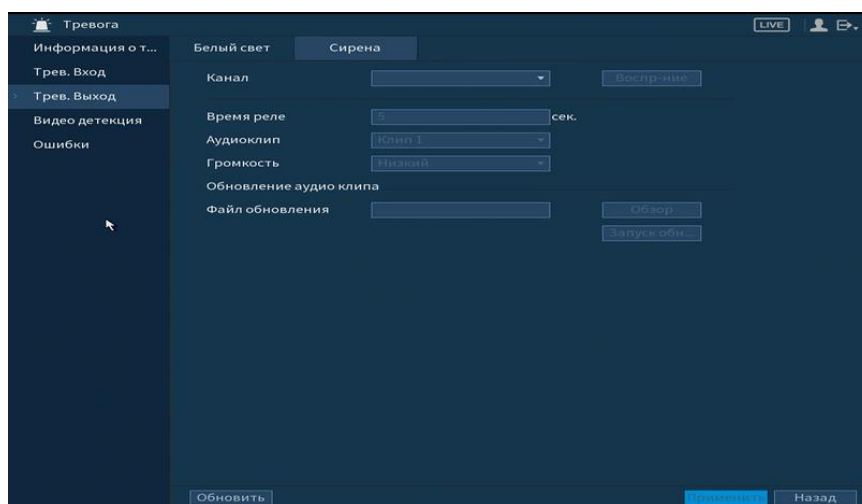 Тревога LIVE
Информация о т...
Трев. Вход
Трев. Выход
Видео детекция
Ошибки
Белый свет Сирена
Канал Воспр-ние
Время реле 5 сек.
Аудиоклип Клип 1
Громкость Низкий
Обновление аудио клипа
Файл обновления Обзор
Запуск обн...
Обновить Применить Назад